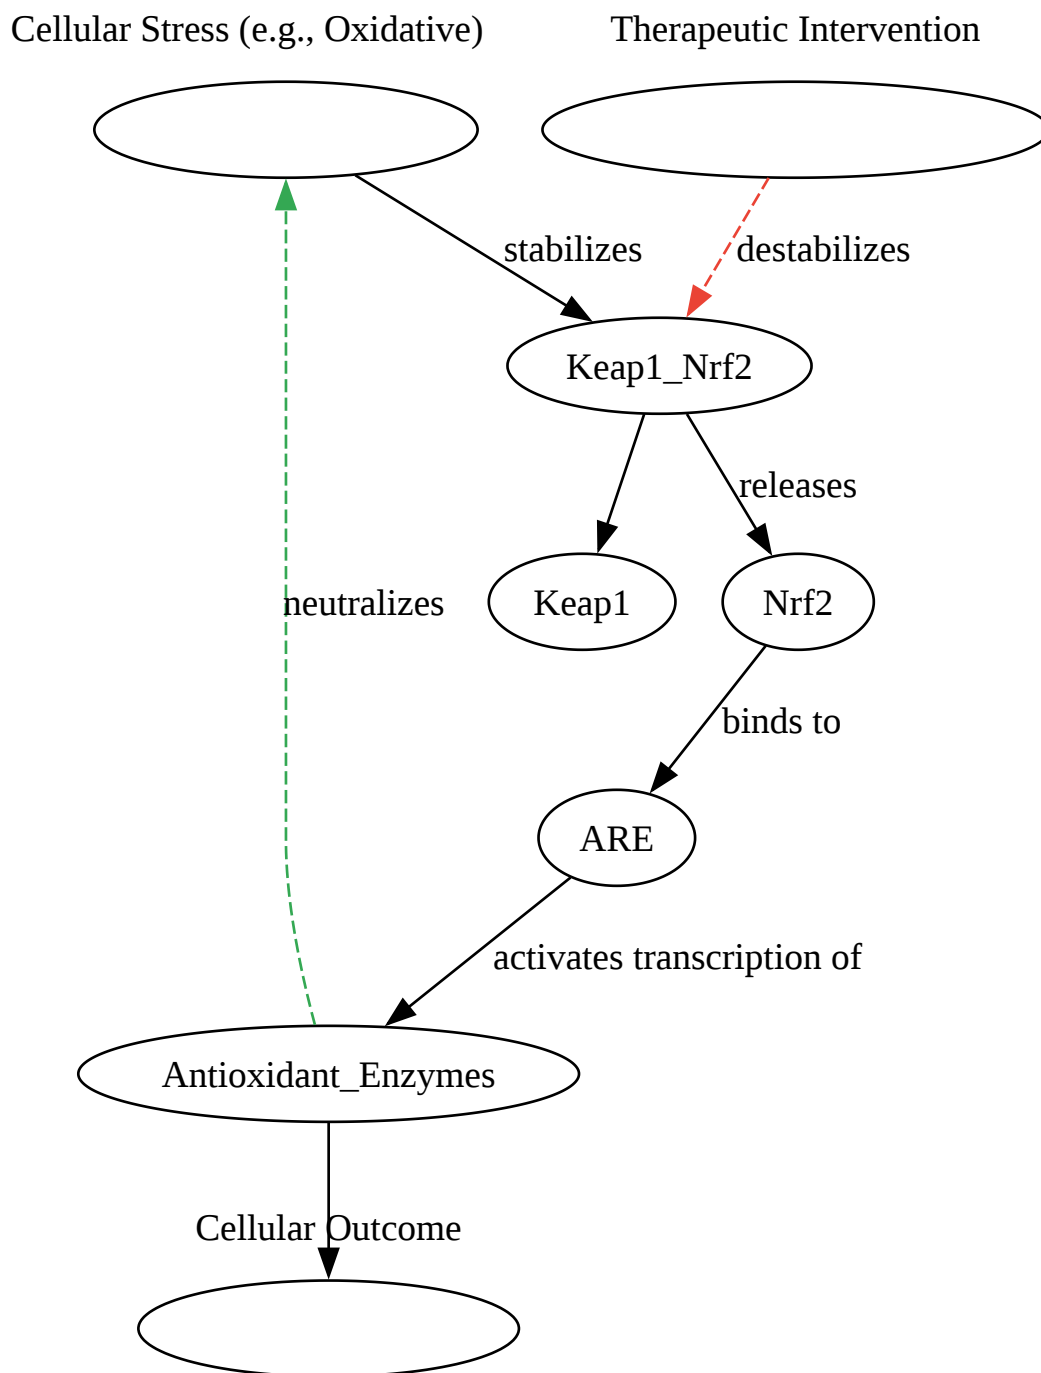 Cellular Stress (e.g., Oxidative)
Therapeutic Intervention
stabilizes
destabilizes
Keap1_Nrf2
releases
Keap1
Nrf2
neutralizes
binds to
ARE
activates transcription of
Antioxidant_Enzymes
Cellular Outcome